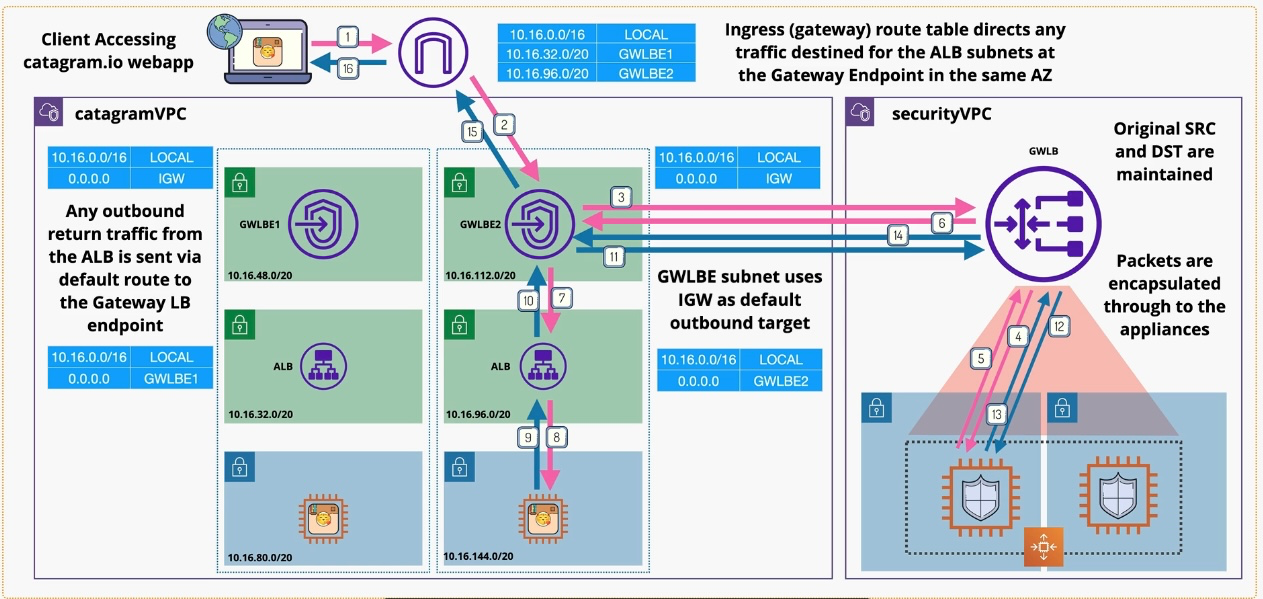 Client Accessing
catagram.io webapp
1
16
10.16.0.0/16 LOCAL
10.16.32.0/20 GWLBE1
10.16.96.0/20 GWLBE2
Ingress (gateway) route table directs any
traffic destined for the ALB subnets at
the Gateway Endpoint in the same AZ
catagramVPC
15
2
10.16.0.0/16 LOCAL
0.0.0.0 IGW
Any outbound
return traffic from
the ALB is sent via
default route to
the Gateway LB
endpoint
10.16.0.0/16 LOCAL
0.0.0.0 GWLBE1
GWLBE1
10.16.48.0/20
ALB
10.16.32.0/20
10.16.80.0/20
GWLBE2
10.16.112.0/20
10
7
ALB
10.16.96.0/20
9
8
10.16.144.0/20
10.16.0.0/16 LOCAL
0.0.0.0 IGW
3
6
14
11
GWLBE subnet uses
IGW as default
outbound target
10.16.0.0/16 LOCAL
0.0.0.0 GWLBE2
securityVPC
GWLB
Original SRC
and DST are
maintained
Packets are
encapsulated
through to the
appliances
5
4
12
13